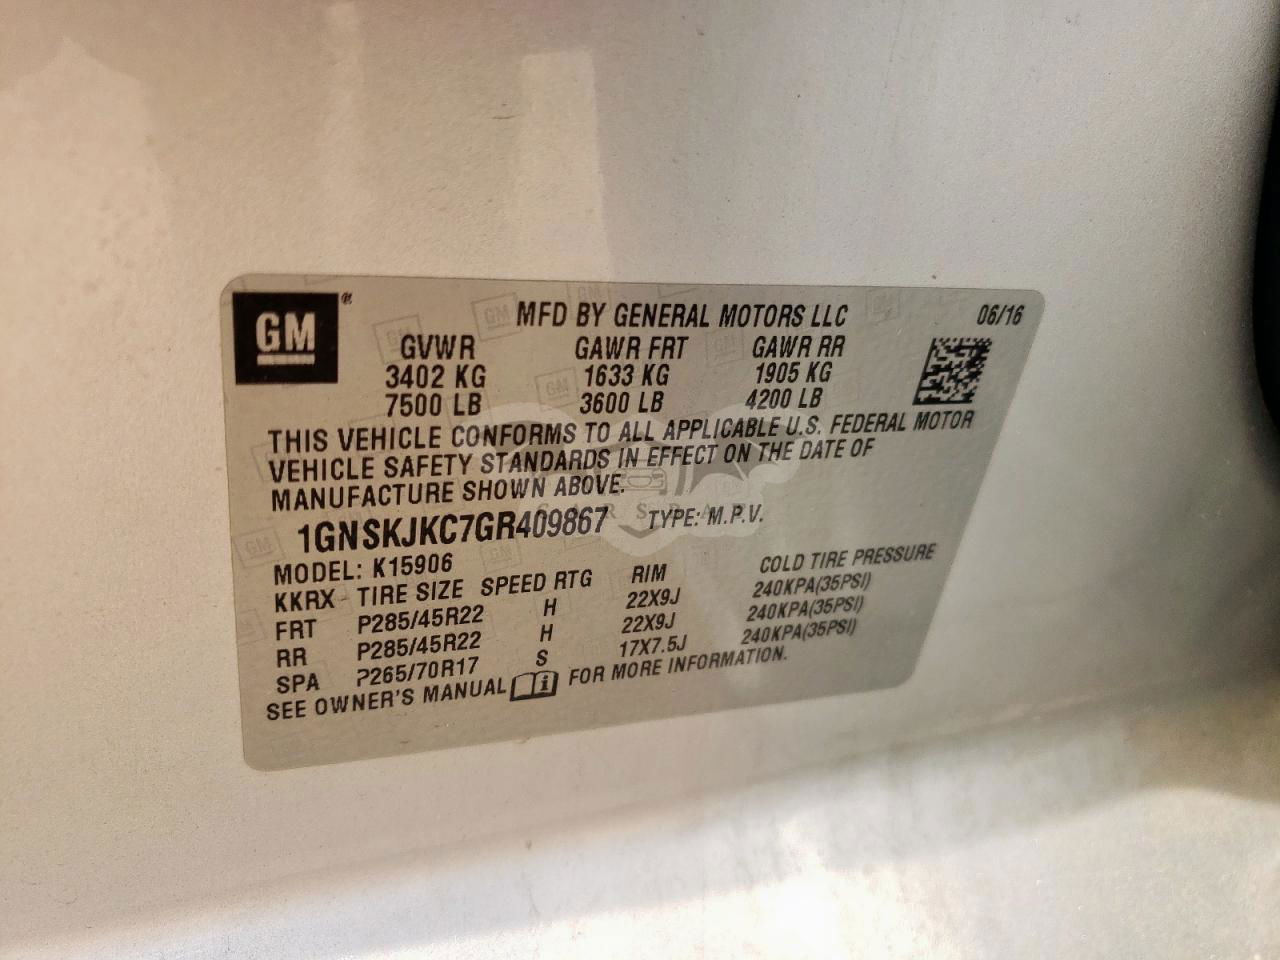 GM
®
MFD BY GENERAL MOTORS LLC 06/16
GVWR GAWR FRT GAWR RR
3402 KG 1633 KG 1905 KG
7500 LB 3600 LB 4200 LB
THIS VEHICLE CONFORMS TO ALL APPLICABLE U.S. FEDERAL MOTOR
VEHICLE SAFETY STANDARDS IN EFFECT ON THE DATE OF
MANUFACTURE SHOWN ABOVE.
1GNSKJKC7GR409867 TYPE: M.P.V.
MODEL: K15906
KKRX TIRE SIZE SPEED RTG RIM COLD TIRE PRESSURE
FRT P285/45R22 H 22X9J 240KPA(35PSI)
RR P285/45R22 H 22X9J 240KPA(35PSI)
SPA P265/70R17 S 17X7.5J 240KPA(35PSI)
SEE OWNER'S MANUAL FOR MORE INFORMATION.